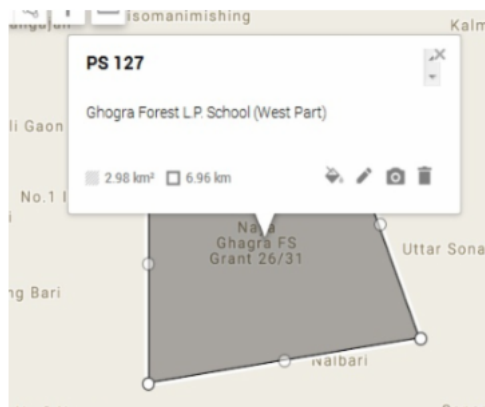 isomanimishing
Kalm
PS 127
Ghogra Forest L.P. School (West Part)
li Gaon
2.98 km² 6.96 km
No.1
Ghagra FS
Grant 26/31
Uttar Sona
ng Bari
Nalbari